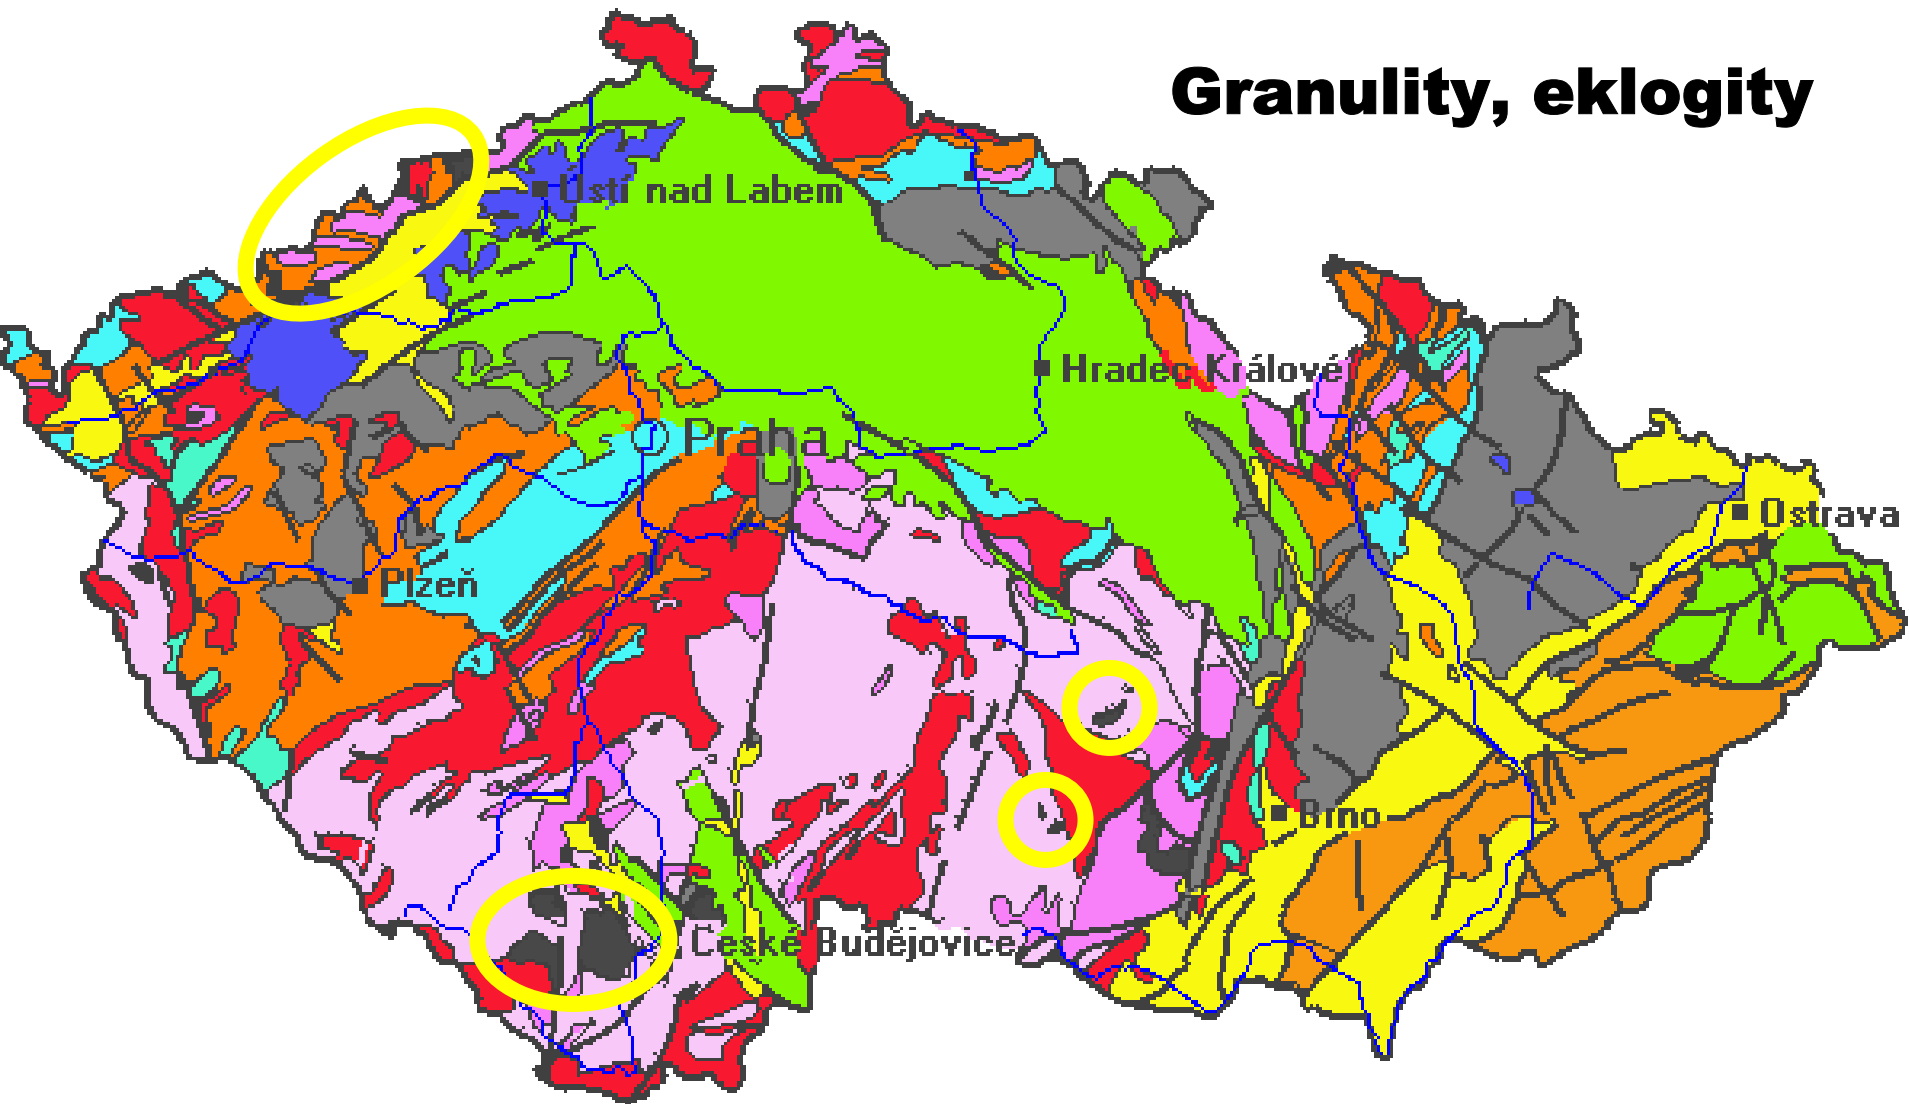 Granulity, eklogity
Ústí nad Labem
Hradec Králové
Praha
Ostrava
Plzeň
Brno
České Budějovice